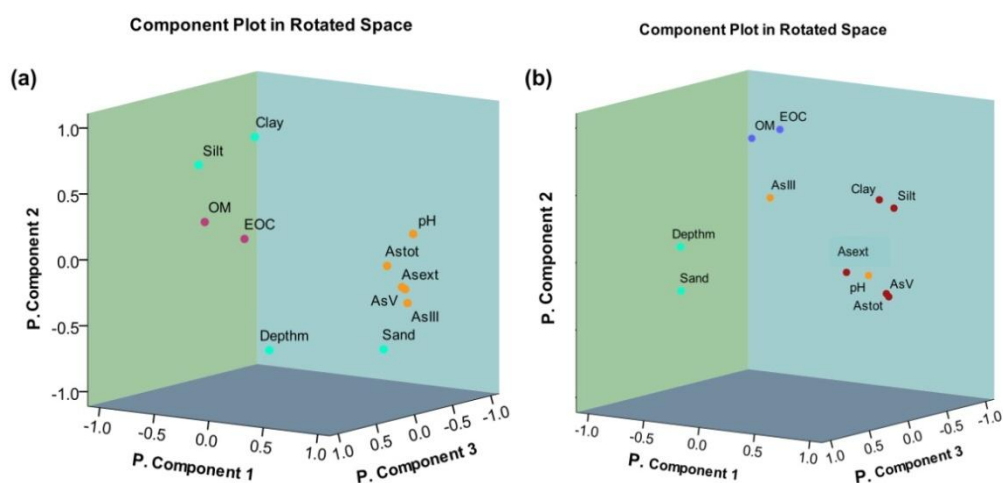 Component Plot in Rotated Space
(a)
1.0
0.5
0.0
-0.5
-1.0
P. Component 2
Clay
Silt
OM
EOC
pH
Astot
Asext
AsV
AsIII
Depthm
Sand
-1.0
-0.5
0.0
0.5
1.0
P. Component 1
1.0
0.5
0.0
-0.5
-1.0
P. Component 3
Component Plot in Rotated Space
(b)
P. Component 2
OM
EOC
AsIII
Clay
Silt
Depthm
Asext
Sand
pH
AsV
Astot
-1.0
-0.5
0.0
0.5
1.0
P. Component 1
1.0
0.5
0.0
-0.5
-1.0
P. Component 3